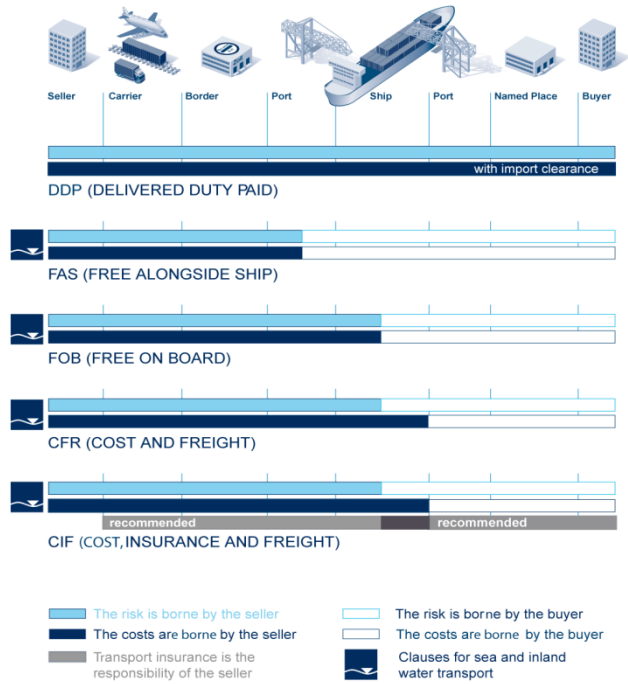 Seller Carrier Border Port Ship Port Named Place Buyer
with import clearance
DDP (DELIVERED DUTY PAID)
FAS (FREE ALONGSIDE SHIP)
FOB (FREE ON BOARD)
CFR (COST AND FREIGHT)
recommended recommended
CIF (COST, INSURANCE AND FREIGHT)
The risk is borne by the seller
The risk is borne by the buyer
The costs are borne by the seller
The costs are borne by the buyer
Transport insurance is the
responsibility of the seller
Clauses for sea and inland
water transport